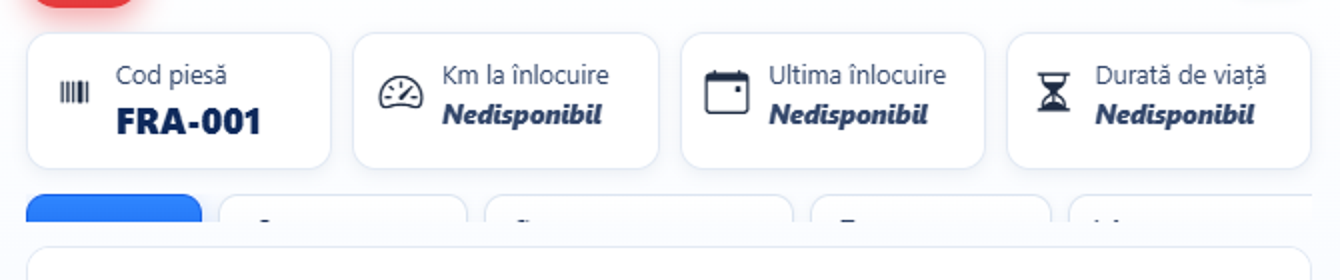 Cod piesă
FRA-001
Km la înlocuire
Nedisponibil
Ultima înlocuire
Nedisponibil
Durată de viață
Nedisponibil